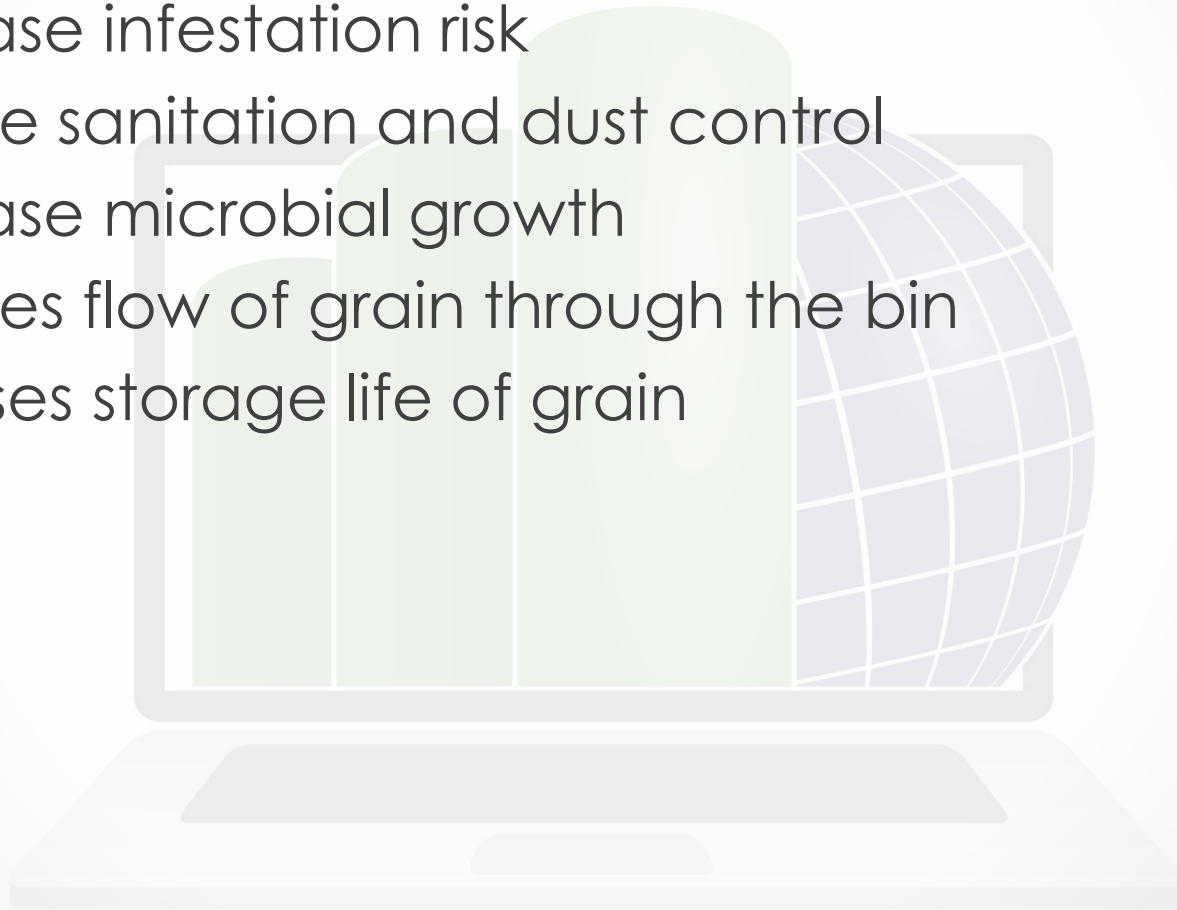 ase infestation risk
e sanitation and dust control
ase microbial growth
es flow of grain through the bin
ses storage life of grain